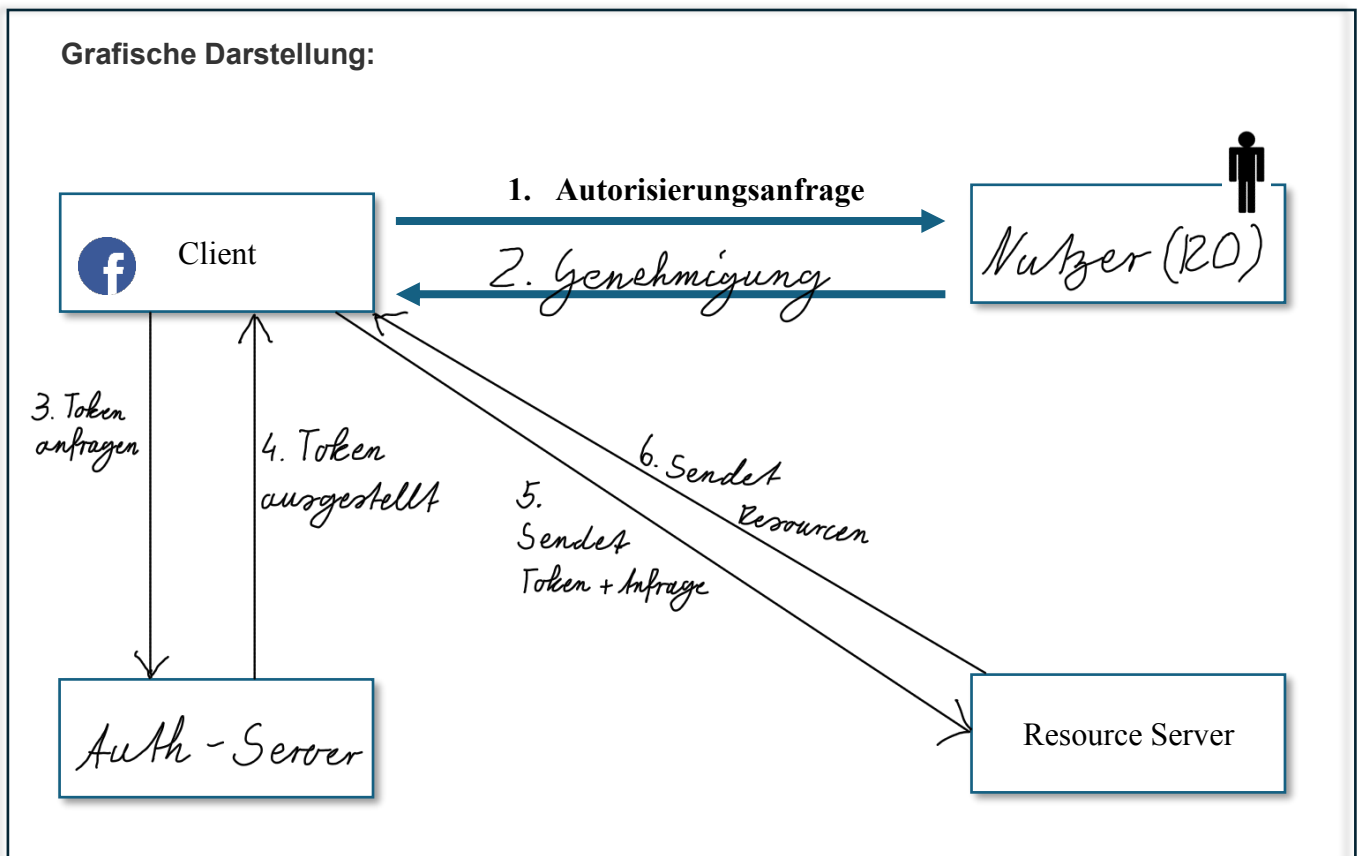 Grafische Darstellung:
1. Autorisierungsanfrage
Client
2. Genehmigung
Nutzer (RO)
3. Token
anfragen
4. Token
ausgestellt
5.
Sendet
Token + Anfrage
6. Sendet
Resourcen
Auth-Server
Resource Server